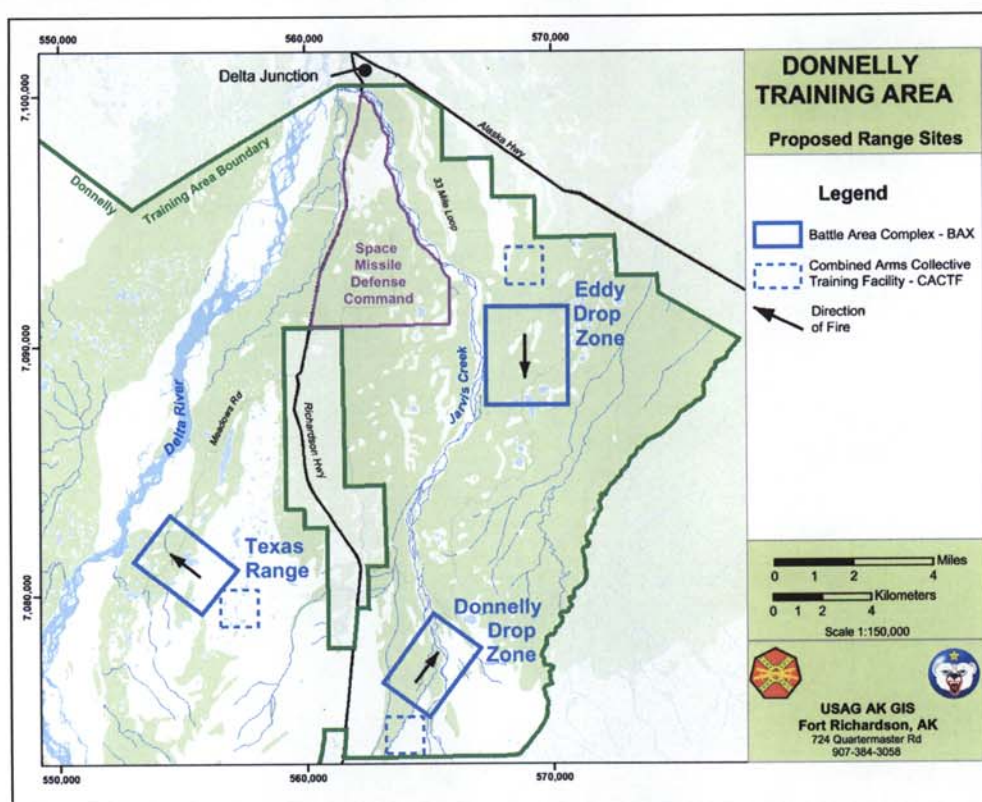 550,000
560,000
570,000
Delta Junction
7,100,000
7,090,000
7,080,000
Alaska Hwy
Donnelly
Training Area Boundary
33 Mile Loop
Space
Missile
Defense
Command
Eddy
Drop
Zone
Jarvis Creek
Delta River
Meadows Rd
Richardson Hwy
Texas
Range
Donnelly
Drop
Zone
550,000
560,000
570,000
DONNELLY
TRAINING AREA
Proposed Range Sites
Legend
Battle Area Complex - BAX
Combined Arms Collective
Training Facility - CACTF
Direction
of Fire
Miles
0 1 2 4
Kilometers
0 1 2 4
Scale 1:150,000
USAG AK GIS
Fort Richardson, AK
724 Quartermaster Rd
907-384-3058